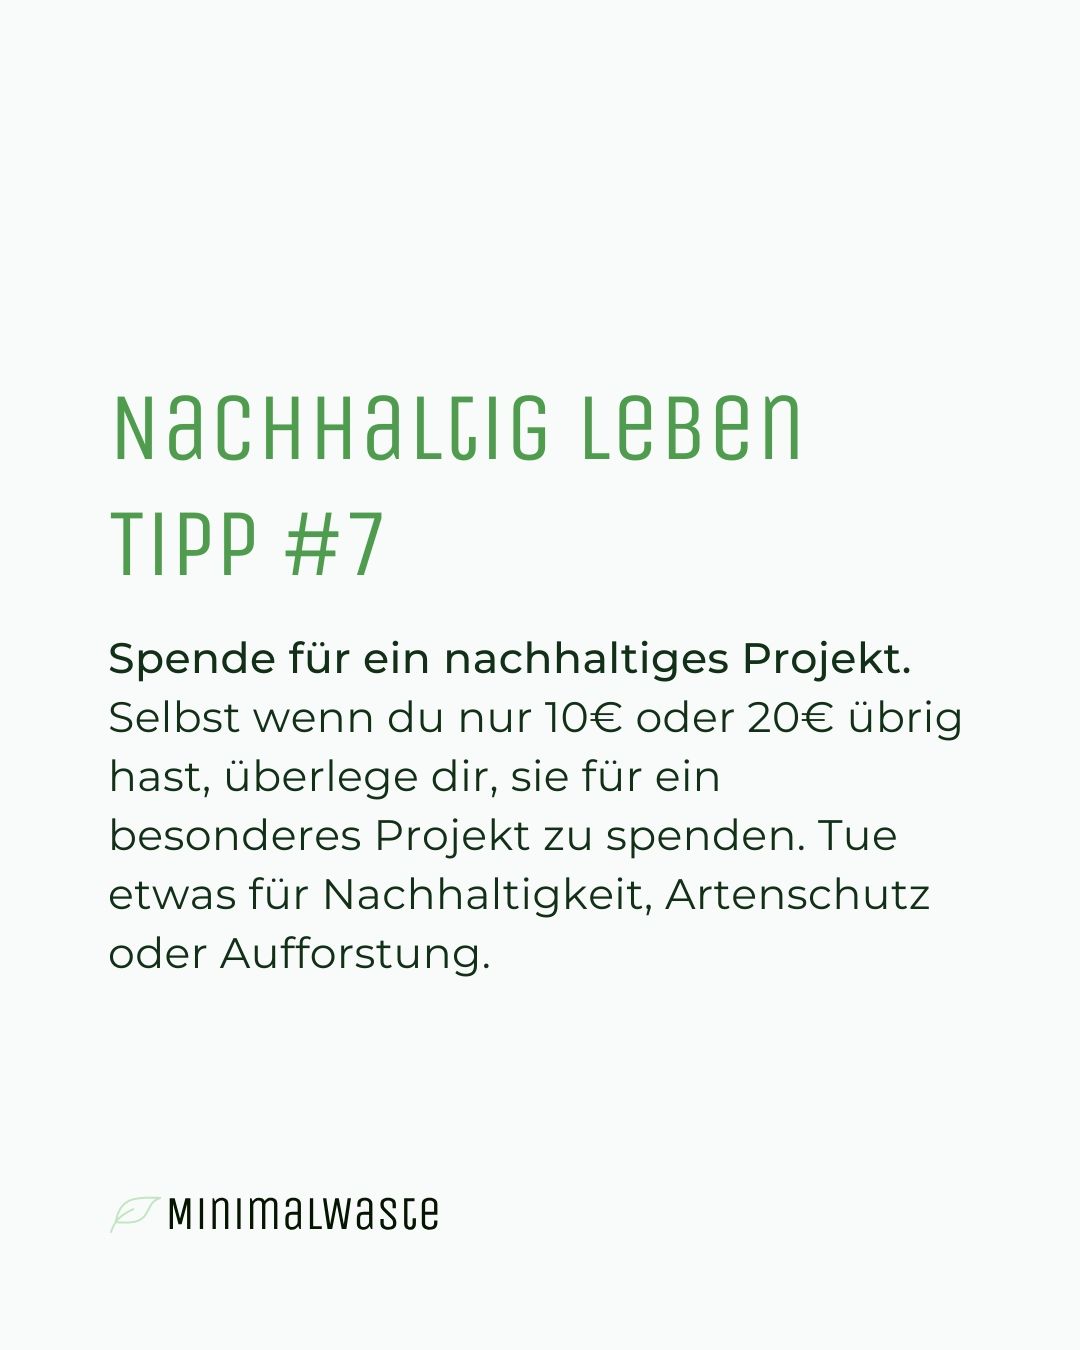 Nachhaltig leben
Tipp #7
Spende für ein nachhaltiges Projekt.
Selbst wenn du nur 10€ oder 20€ übrig
hast, überlege dir, sie für ein
besonderes Projekt zu spenden. Tue
etwas für Nachhaltigkeit, Artenschutz
oder Aufforstung.
Minimalwaste